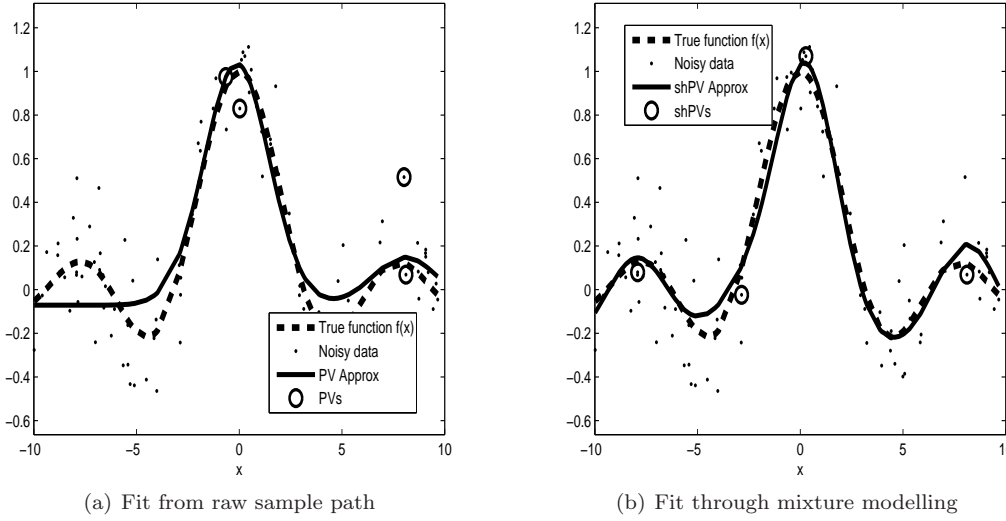 1.2
1
0.8
0.6
0.4
0.2
0
−0.2
−0.4
−0.6
−10
−5
0
5
10
x
True function f(x)
Noisy data
PV Approx
PVs
(a) Fit from raw sample path
1.2
1
0.8
0.6
0.4
0.2
0
−0.2
−0.4
−0.6
−10
−5
0
5
1
x
True function f(x)
Noisy data
shPV Approx
shPVs
(b) Fit through mixture modelling